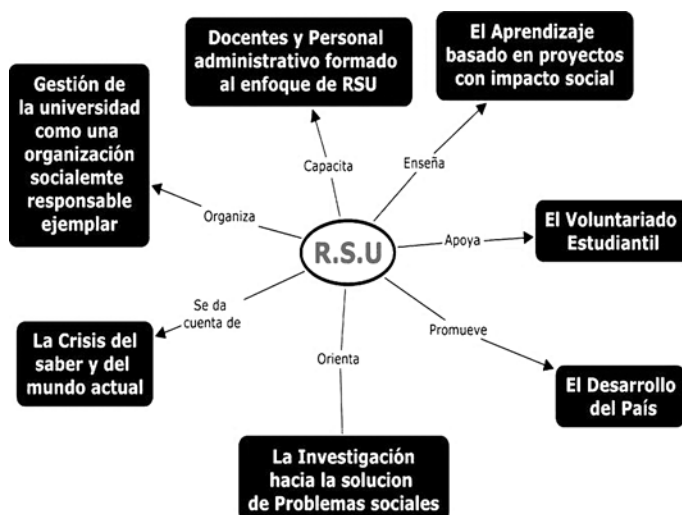 Docentes y Personal
administrativo formado
al enfoque de RSU
El Aprendizaje
basado en proyectos
con impacto social
Gestión de
la universidad
como una
organización
socialemte
responsable
ejemplar
Capacita
Enseña
Organiza
R.S.U
Apoya
El Voluntariado
Estudiantil
Se da
cuenta de
Promueve
La Crisis del
saber y del
mundo actual
Orienta
El Desarrollo
del País
La Investigación
hacia la solucion
de Problemas sociales